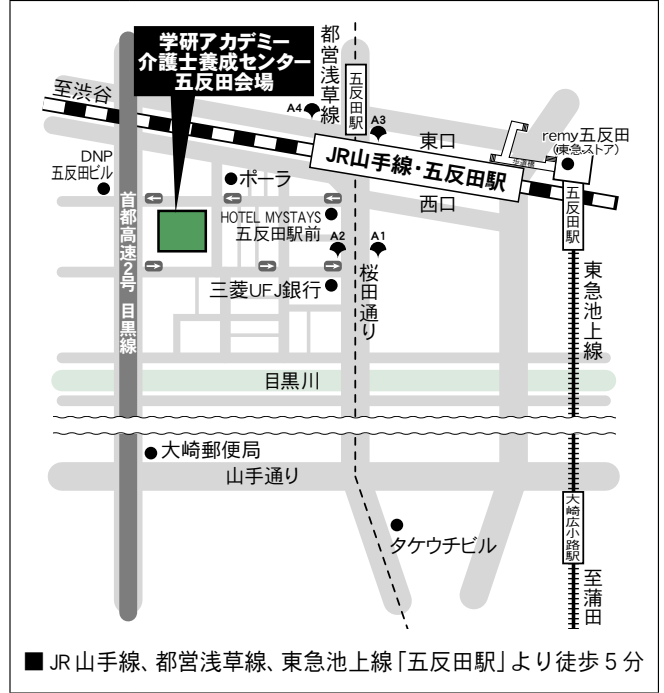 学研アカデミー
介護士養成センター
五反田会場
都営浅草線
五反田駅
至渋谷
A4
A3
東口
JR山手線・五反田駅
西口
歩道橋
remy五反田
(東急ストア)
五反田駅
DNP
五反田ビル
ポーラ
HOTEL MYSTAYS
五反田駅前
A2
A1
首都高速2号 目黒線
三菱UFJ銀行
桜田通り
東急池上線
目黒川
大崎郵便局
山手通り
タケウチビル
大崎広小路駅
至蒲田
■ JR山手線、都営浅草線、東急池上線「五反田駅」より徒歩5分